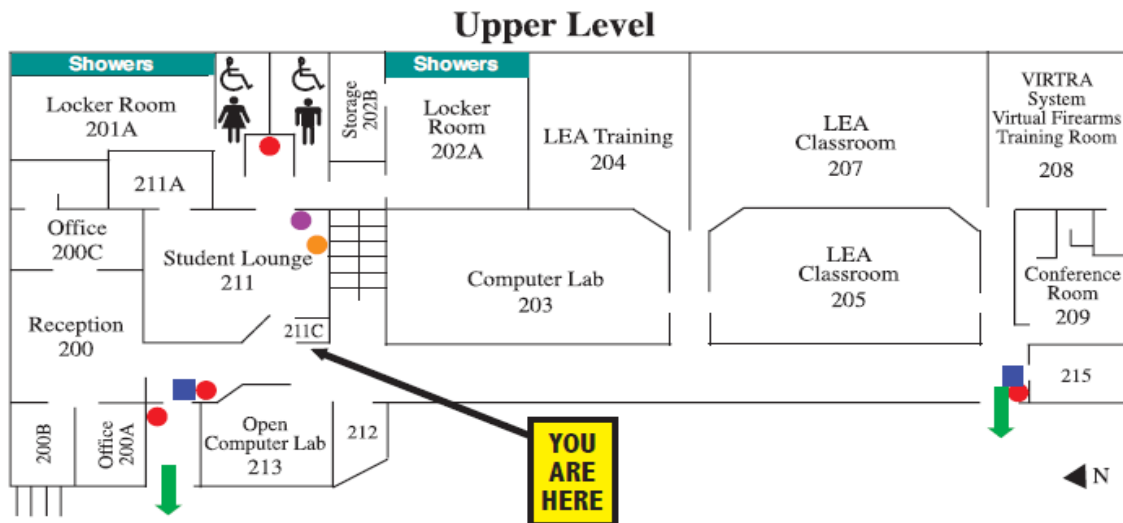 Upper Level
Showers
Locker Room
201A
Storage
202B
Showers
Locker
Room
202A
LEA Training
204
LEA
Classroom
207
VIRTRA
System
Virtual Firearms
Training Room
208
211A
Office
200C
Student Lounge
211
211C
Computer Lab
203
LEA
Classroom
205
Conference
Room
209
Reception
200
215
200B
Office
200A
Open
Computer Lab
213
212
YOU
ARE
HERE
N